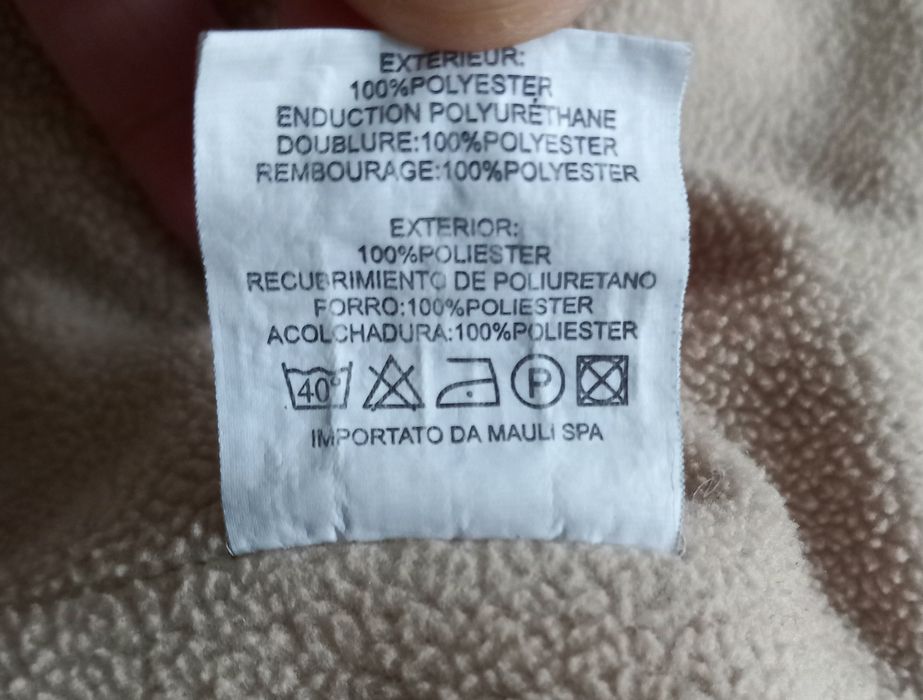 EXTERIEUR:
100%POLYESTER
ENDUCTION POLYURÉTHANE
DOUBLURE:100%POLYESTER
REMBOURAGE:100%POLYESTER
EXTERIOR:
100%POLIESTER
RECUBRIMIENTO DE POLIURETANO
FORRO:100%POLIESTER
ACOLCHADURA:100%POLIESTER
40° P
IMPORTATO DA MAULI SPA